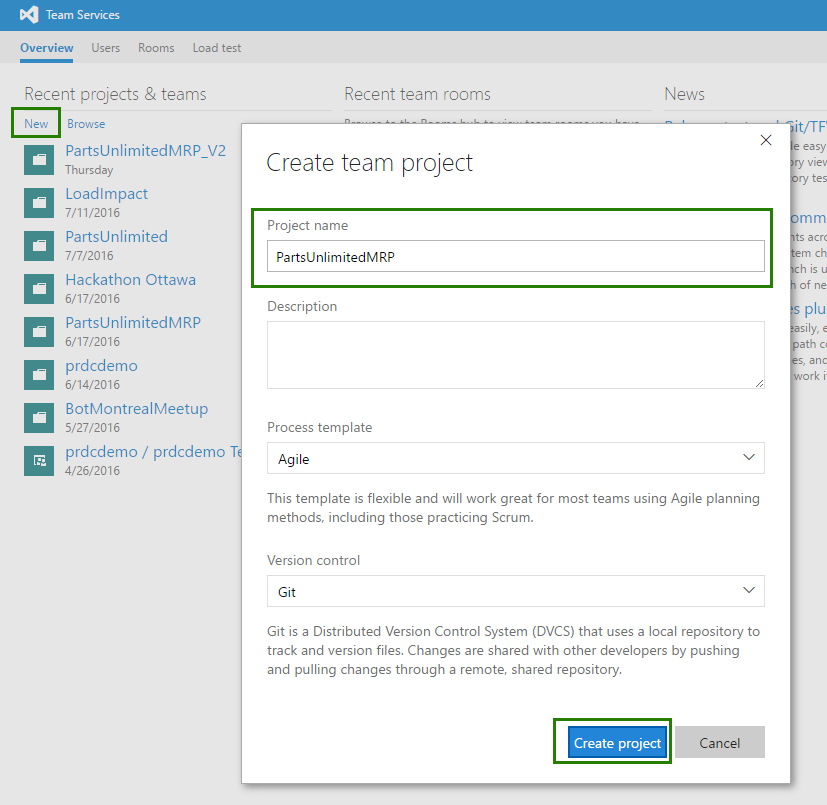 Team Services
Overview Users Rooms Load test
Recent projects & teams
New Browse
PartsUnlimitedMRP_V2
Thursday
LoadImpact
7/11/2016
PartsUnlimited
7/7/2016
Hackathon Ottawa
6/17/2016
PartsUnlimitedMRP
6/17/2016
prdcdemo
6/14/2016
BotMontrealMeetup
5/27/2016
prdcdemo / prdcdemo Te
4/26/2016
Recent team rooms
News
Create team project
Project name
PartsUnlimitedMRP
Description
Process template
Agile
This template is flexible and will work great for most teams using Agile planning
methods, including those practicing Scrum.
Version control
Git
Git is a Distributed Version Control System (DVCS) that uses a local repository to
track and version files. Changes are shared with other developers by pushing
and pulling changes through a remote, shared repository.
Create project Cancel